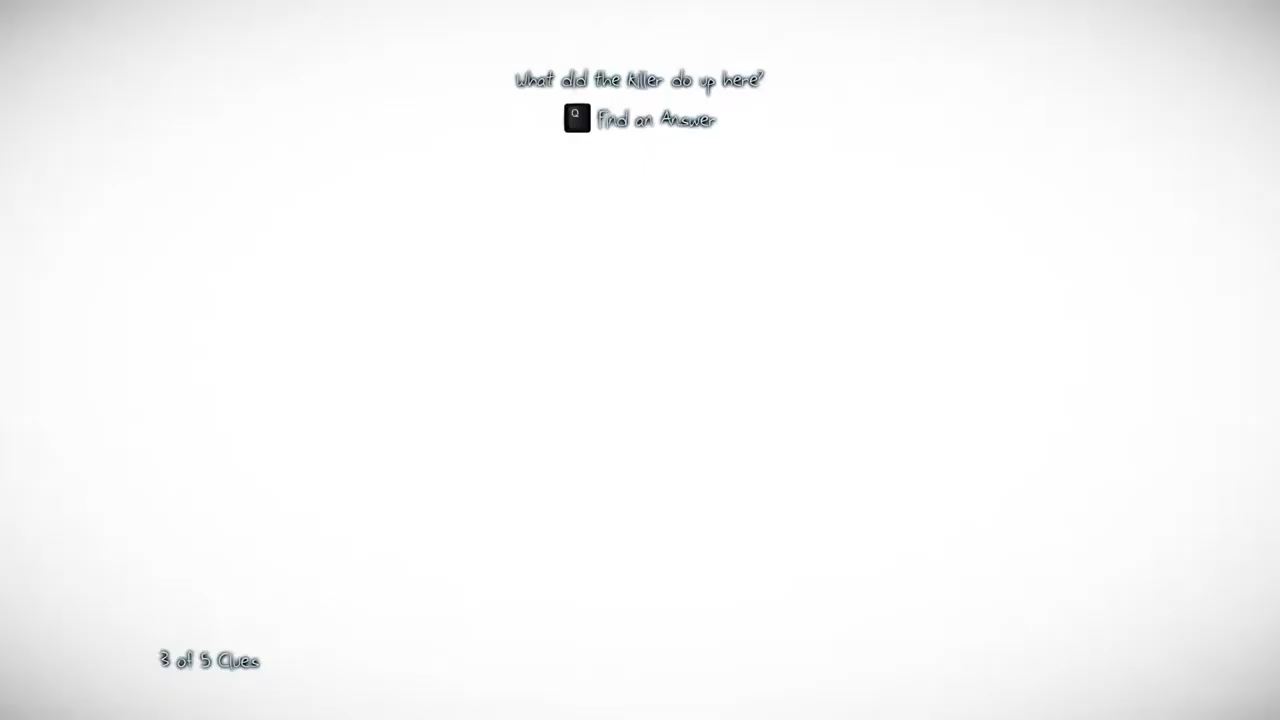 What did the killer do up here?
Q Find an Answer
3 of 5 Clues